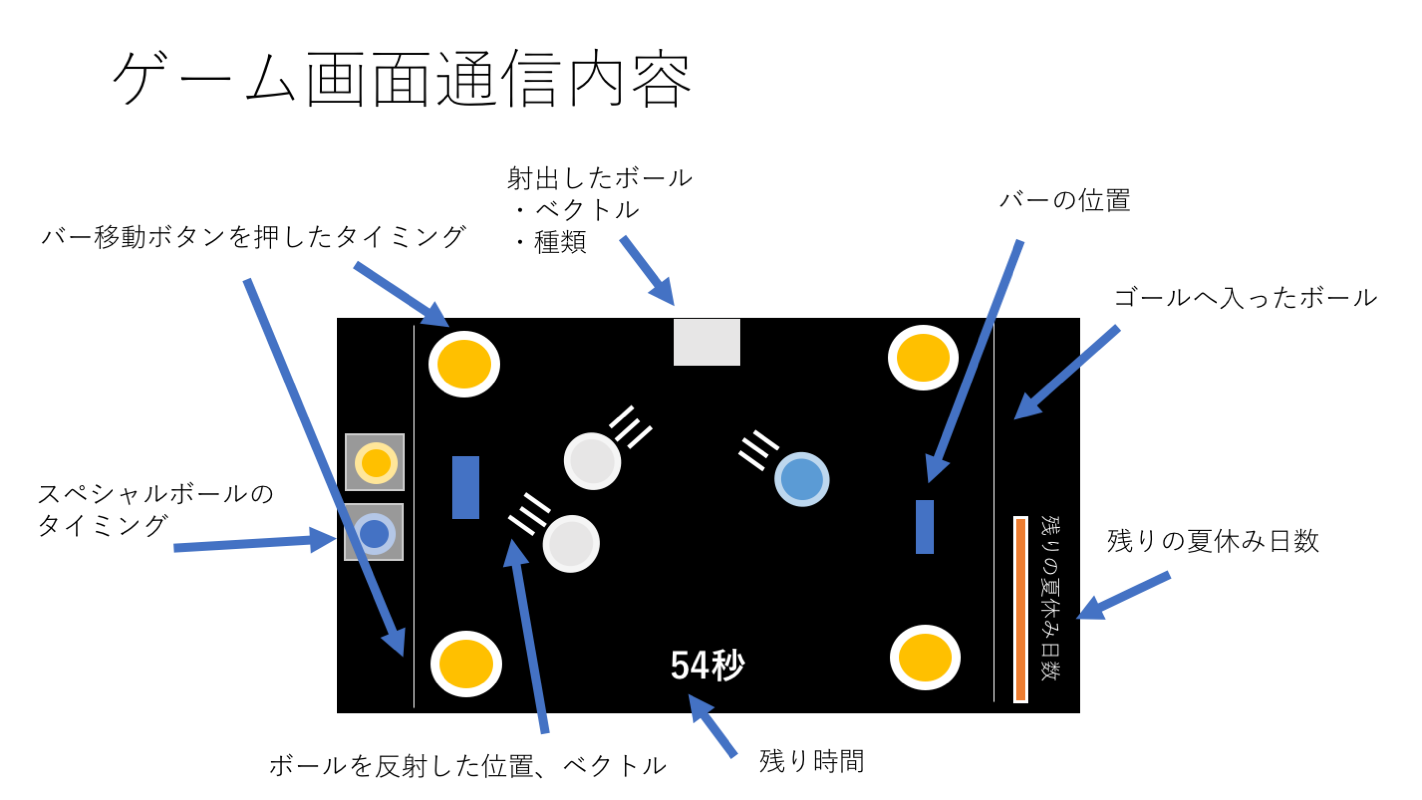 ゲーム画面通信内容
射出したボール
・ベクトル
・種類
バーの位置
バー移動ボタンを押したタイミング
ゴールへ入ったボール
スペシャルボールの
タイミング
残りの夏休み日数
残りの夏休み日数
54秒
ボールを反射した位置、ベクトル
残り時間